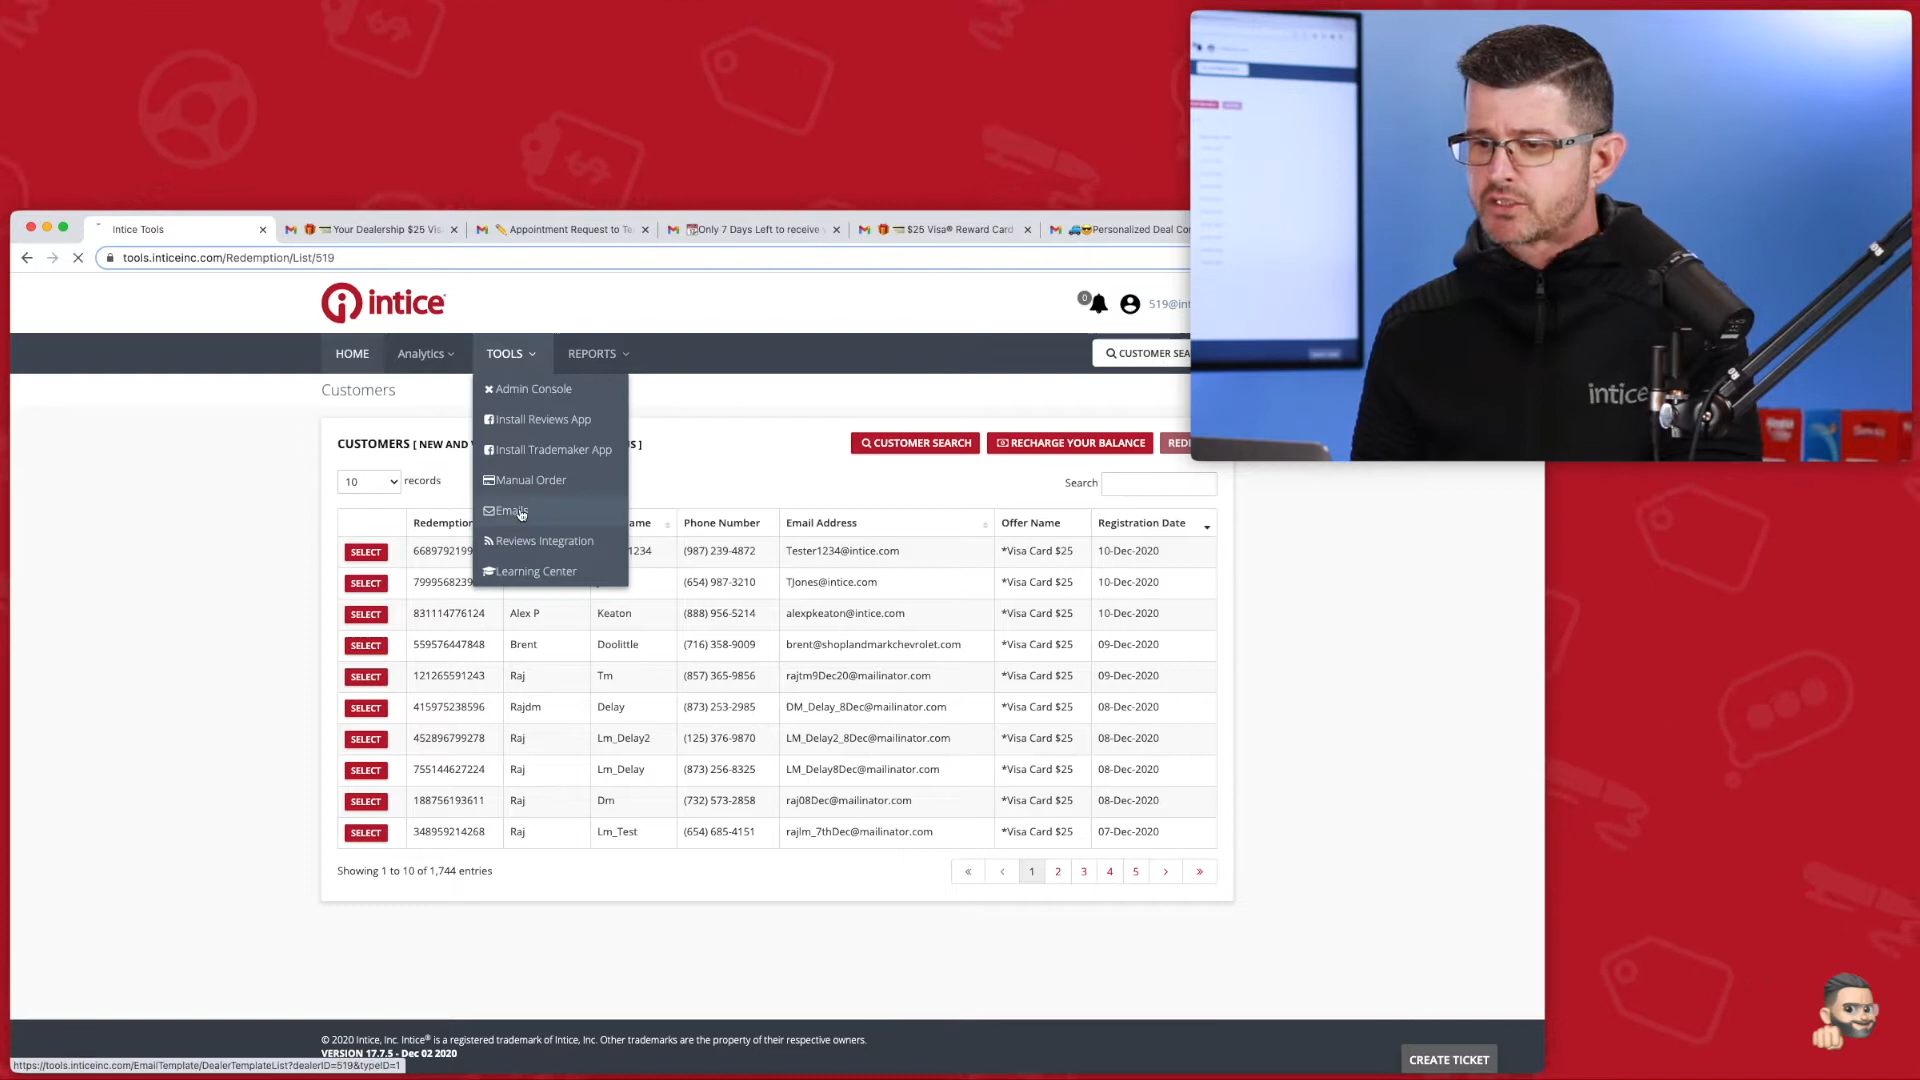 Intice Tools
Your Dealership $25 Vis
Appointment Request to Te
Only 7 Days Left to receive
$25 Visa® Reward Card
Personalized Deal Co
tools.inticeinc.com/Redemption/List/519
intice
0
519@int
HOME
Analytics
TOOLS
REPORTS
CUSTOMER SEA
Customers
Admin Console
Install Reviews App
Install Trademaker App
Manual Order
Emails
Reviews Integration
Learning Center
CUSTOMERS [ NEW AND ]
CUSTOMER SEARCH
RECHARGE YOUR BALANCE
RED
10 records
Search
Redemption ame Phone Number Email Address Offer Name Registration Date
SELECT 6689792199 1234 (987) 239-4872 Tester1234@intice.com *Visa Card $25 10-Dec-2020
SELECT 7999568239 (654) 987-3210 TJones@intice.com *Visa Card $25 10-Dec-2020
SELECT 831114776124 Alex P Keaton (888) 956-5214 alexpkeaton@intice.com *Visa Card $25 10-Dec-2020
SELECT 559576447848 Brent Doolittle (716) 358-9009 brent@shoplandmarkchevrolet.com *Visa Card $25 09-Dec-2020
SELECT 121265591243 Raj Tm (857) 365-9856 rajtm9Dec20@mailinator.com *Visa Card $25 09-Dec-2020
SELECT 415975238596 Rajdm Delay (873) 253-2985 DM_Delay_8Dec@mailinator.com *Visa Card $25 08-Dec-2020
SELECT 452896799278 Raj Lm_Delay2 (125) 376-9870 LM_Delay2_8Dec@mailinator.com *Visa Card $25 08-Dec-2020
SELECT 755144627224 Raj Lm_Delay (873) 256-8325 LM_Delay8Dec@mailinator.com *Visa Card $25 08-Dec-2020
SELECT 188756193611 Raj Dm (732) 573-2858 raj08Dec@mailinator.com *Visa Card $25 08-Dec-2020
SELECT 348959214268 Raj Lm_Test (654) 685-4151 rajlm_7thDec@mailinator.com *Visa Card $25 07-Dec-2020
Showing 1 to 10 of 1,744 entries
« ‹ 1 2 3 4 5 › »
© 2020 Intice, Inc. Intice® is a registered trademark of Intice, Inc. Other trademarks are the property of their respective owners.
VERSION 17.7.5 - Dec 02 2020
CREATE TICKET
https://tools.inticeinc.com/EmailTemplate/DealerTemplateList?dealerID=519&typeID=1
intice
RODE
RODE